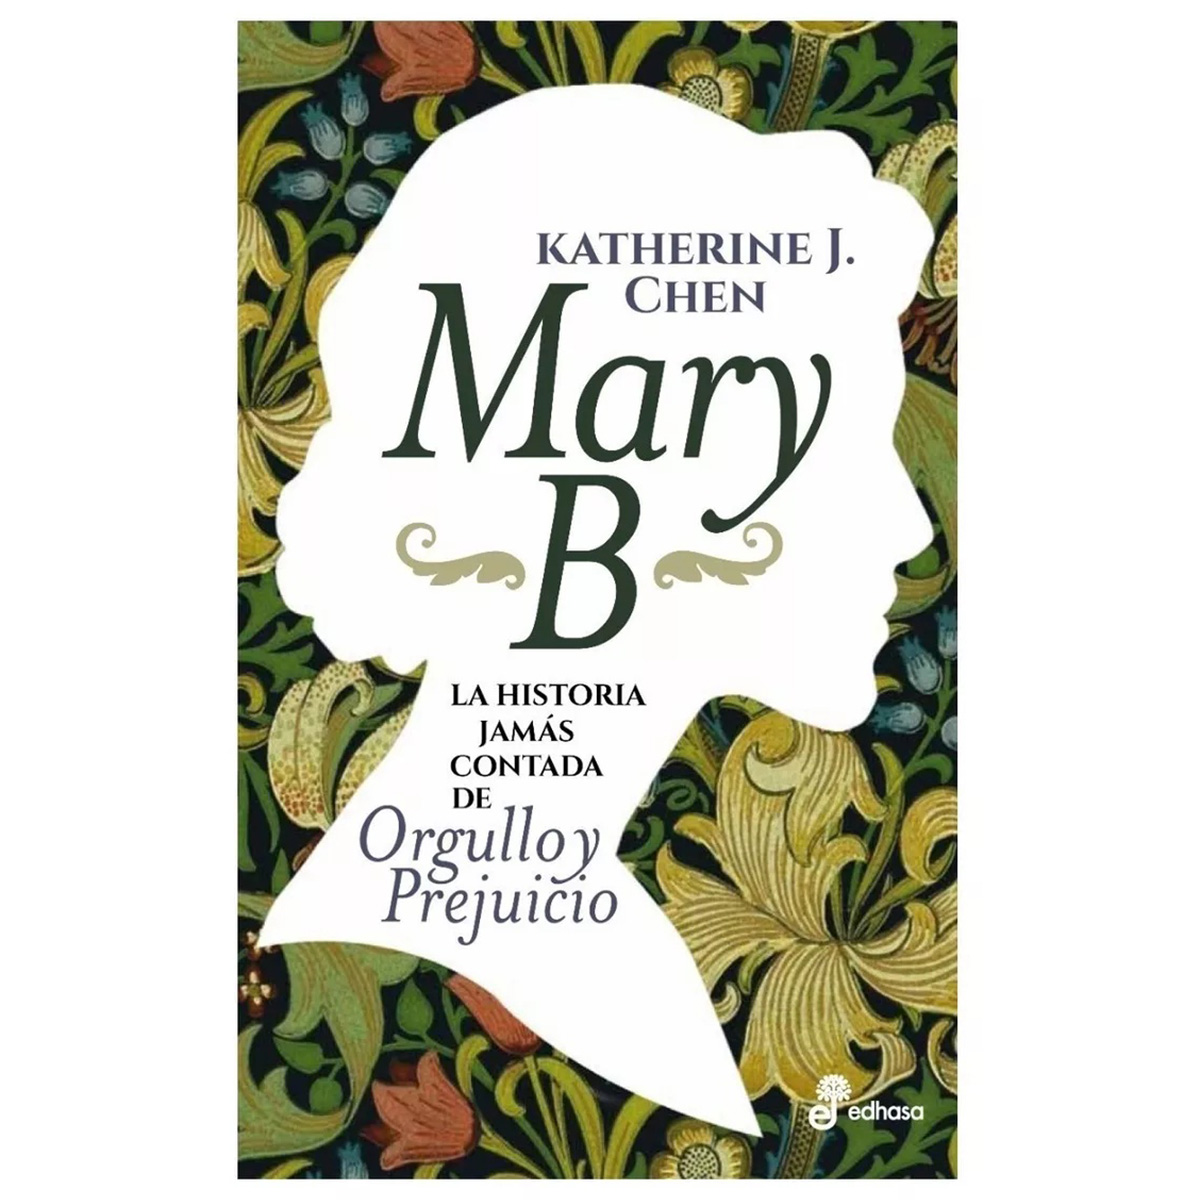 KATHERINE J.
CHEN
Mary
B
LA HISTORIA
JAMÁS
CONTADA
DE
Orgullo y
Prejuicio
edhasa